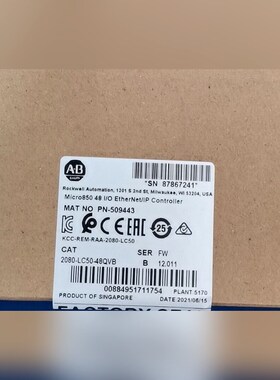 AB
"SN 87867241"
Rockwell Automation, 1201 S 2nd St, Milwaukee, WI 53204, USA
Micro850 48 I/O EtherNet/IP Controller
MAT NO PN-509443
25
KCC-REM-RAA-2080-LC50
CAT SER FW
2080-LC50-48QVB B 12.011
00884951711754 PLANT 5170
PRODUCT OF SINGAPORE DATE 2021/06/15